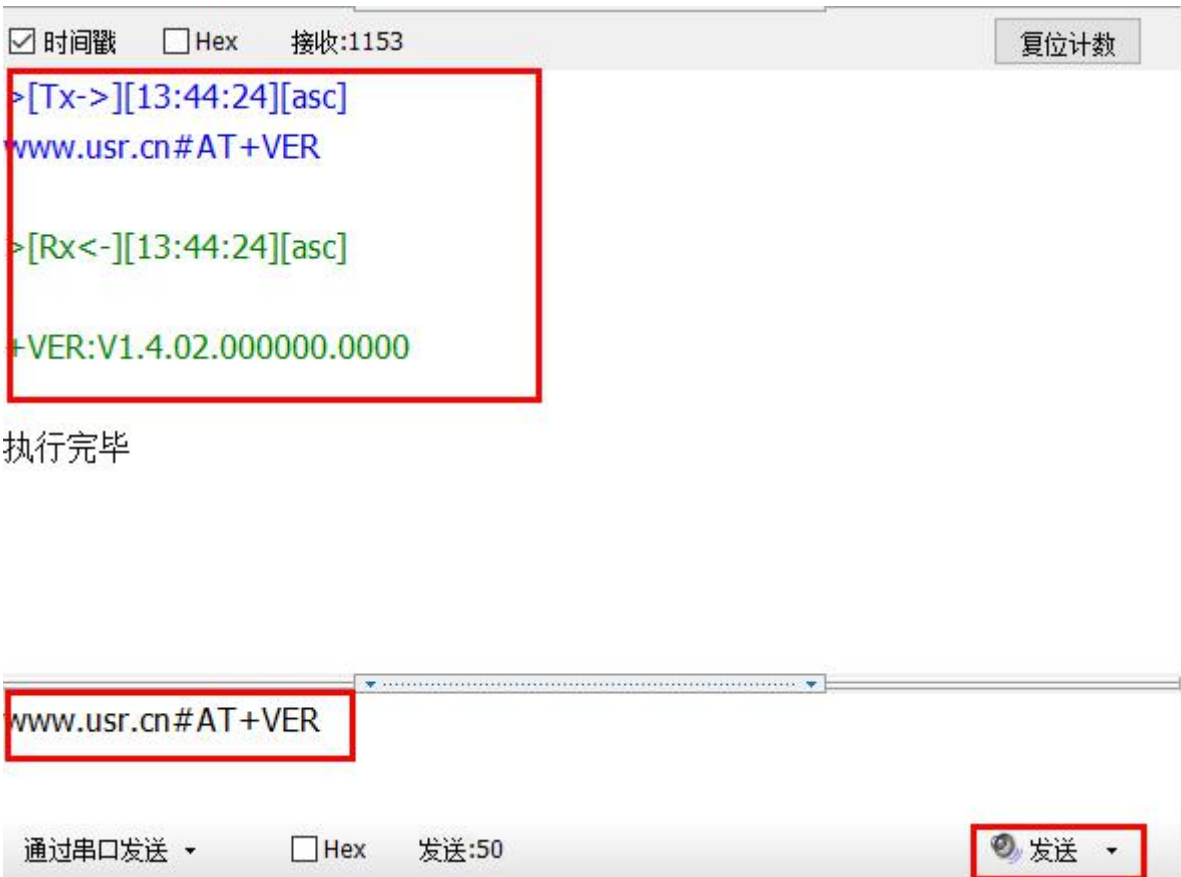 时间戳 Hex 接收:1153 复位计数
>[Tx->][13:44:24][asc]
www.usr.cn#AT+VER
>[Rx<-][13:44:24][asc]
+VER:V1.4.02.000000.0000
执行完毕
www.usr.cn#AT+VER
通过串口发送 Hex 发送:50 发送